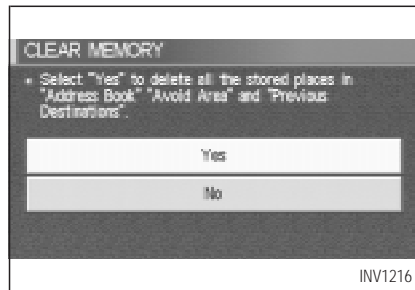 CLEAR MEMORY
• Select "Yes" to delete all the stored places in
"Address Book" "Avoid Area" and "Previous
Destinations".
Yes
No
INV1216